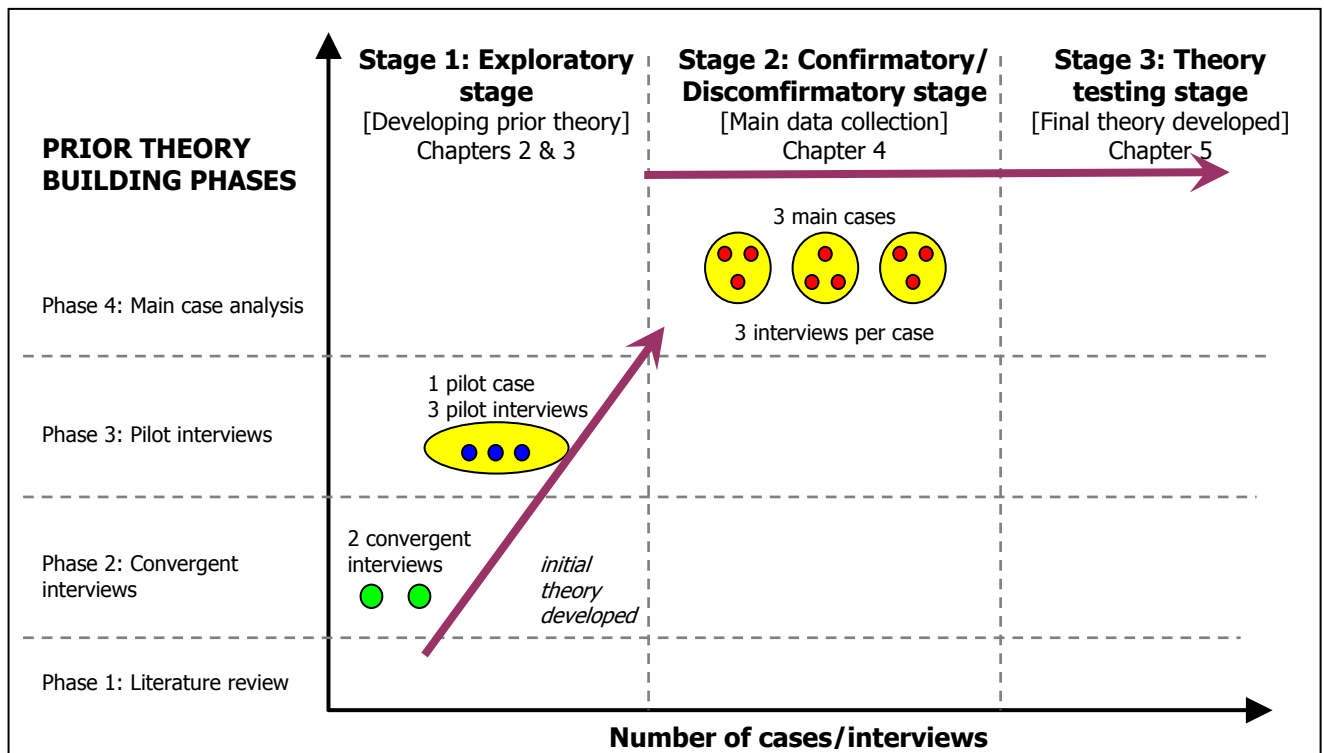 Stage 1: Exploratory
stage
[Developing prior theory]
Chapters 2 & 3
Stage 2: Confirmatory/
Discomfirmatory stage
[Main data collection]
Chapter 4
Stage 3: Theory
testing stage
[Final theory developed]
Chapter 5
PRIOR THEORY
BUILDING PHASES
3 main cases
Phase 4: Main case analysis
3 interviews per case
1 pilot case
3 pilot interviews
Phase 3: Pilot interviews
2 convergent
interviews
Phase 2: Convergent
interviews
initial
theory
developed
Phase 1: Literature review
Number of cases/interviews